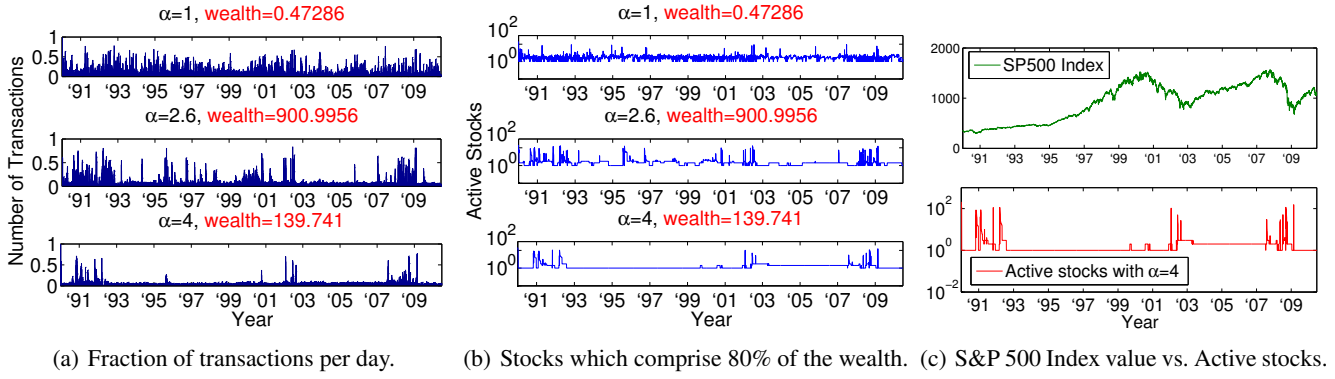 α=1, wealth=0.47286
Number of Transactions
1
0.5
0
'91 '93 '95 '97 '99 '01 '03 '05 '07 '09
α=2.6, wealth=900.9956
1
0.5
0
'91 '93 '95 '97 '99 '01 '03 '05 '07 '09
α=4, wealth=139.741
1
0.5
0
'91 '93 '95 '97 '99 '01 '03 '05 '07 '09
Year
(a) Fraction of transactions per day.
α=1, wealth=0.47286
Active Stocks
10^2
10^0
'91 '93 '95 '97 '99 '01 '03 '05 '07 '09
α=2.6, wealth=900.9956
10^2
10^0
'91 '93 '95 '97 '99 '01 '03 '05 '07 '09
α=4, wealth=139.741
10^2
10^0
'91 '93 '95 '97 '99 '01 '03 '05 '07 '09
Year
(b) Stocks which comprise 80% of the wealth.
2000
1000
0
SP500 Index
'91 '93 '95 '97 '99 '01 '03 '05 '07 '09
10^2
10^0
10^-2
Active stocks with α=4
'91 '93 '95 '97 '99 '01 '03 '05 '07 '09
Year
(c) S&P 500 Index value vs. Active stocks.